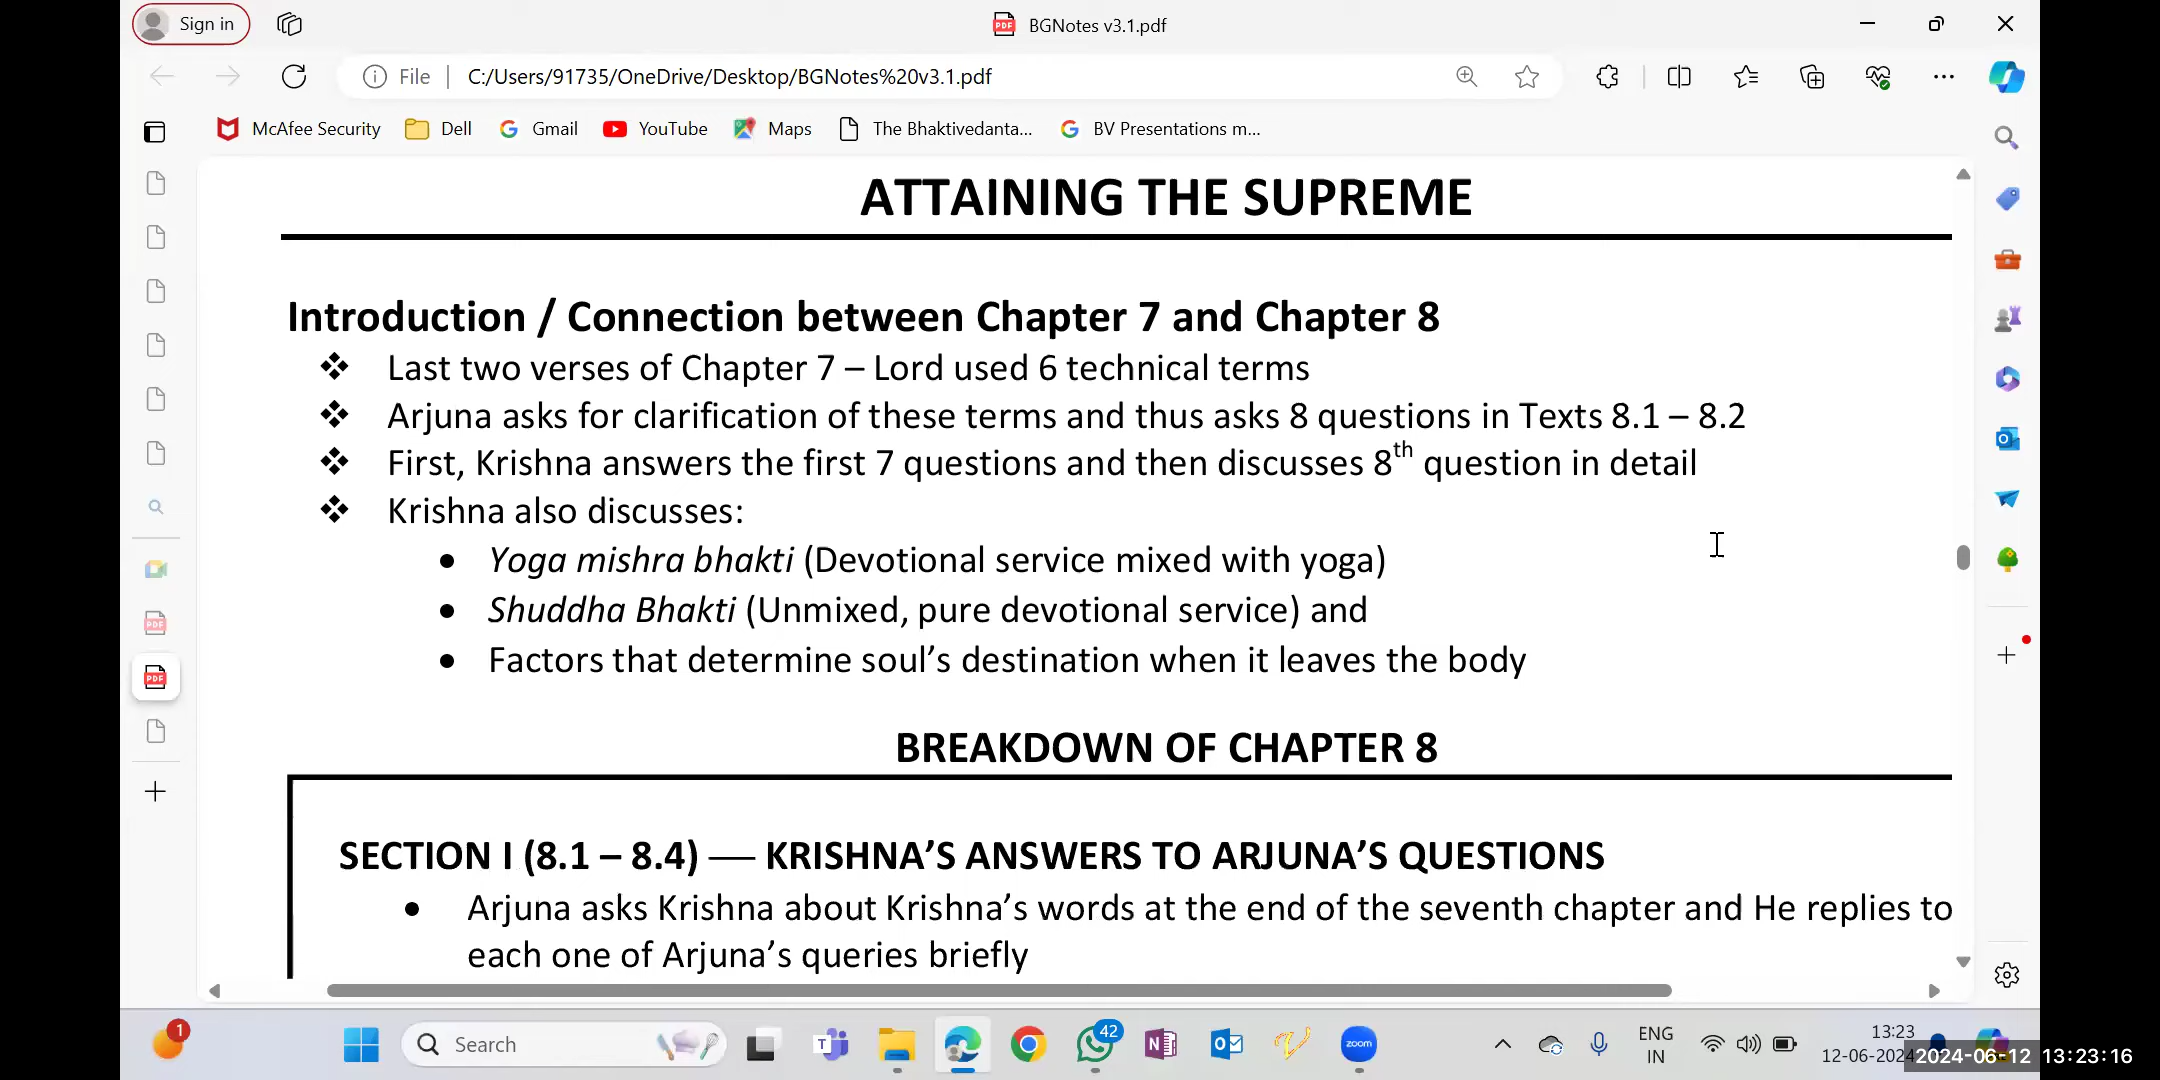 Sign in
BGNotes v3.1.pdf
File
C:/Users/91735/OneDrive/Desktop/BGNotes%20v3.1.pdf
McAfee Security Dell Gmail YouTube Maps The Bhaktivedanta... BV Presentations m...
ATTAINING THE SUPREME
Introduction / Connection between Chapter 7 and Chapter 8
❖ Last two verses of Chapter 7 – Lord used 6 technical terms
❖ Arjuna asks for clarification of these terms and thus asks 8 questions in Texts 8.1 – 8.2
❖ First, Krishna answers the first 7 questions and then discusses 8th question in detail
❖ Krishna also discusses:
• Yoga mishra bhakti (Devotional service mixed with yoga)
• Shuddha Bhakti (Unmixed, pure devotional service) and
• Factors that determine soul’s destination when it leaves the body
BREAKDOWN OF CHAPTER 8
SECTION I (8.1 – 8.4) — KRISHNA’S ANSWERS TO ARJUNA’S QUESTIONS
• Arjuna asks Krishna about Krishna’s words at the end of the seventh chapter and He replies to
each one of Arjuna’s queries briefly
1
Search
42
zoom
ENG
IN
13:23
12-06-2024
2024-06-12 13:23:16